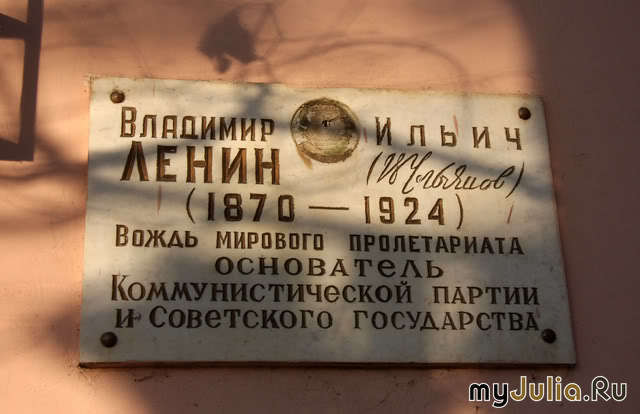 Владимир Ильич
Ленин (Ульянов)
(1870 — 1924)
Вождь мирового пролетариата
основатель
Коммунистической партии
и Советского государства
myJulia.Ru